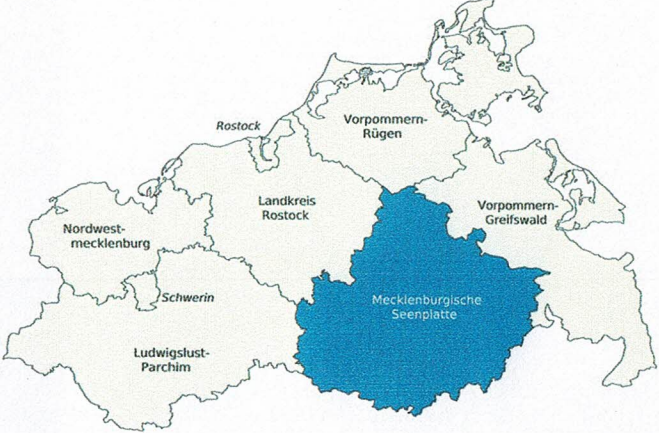 Rostock
Vorpommern-
Rügen
Landkreis
Rostock
Vorpommern-
Greifswald
Nordwest-
mecklenburg
Schwerin
Mecklenburgische
Seenplatte
Ludwigslust-
Parchim